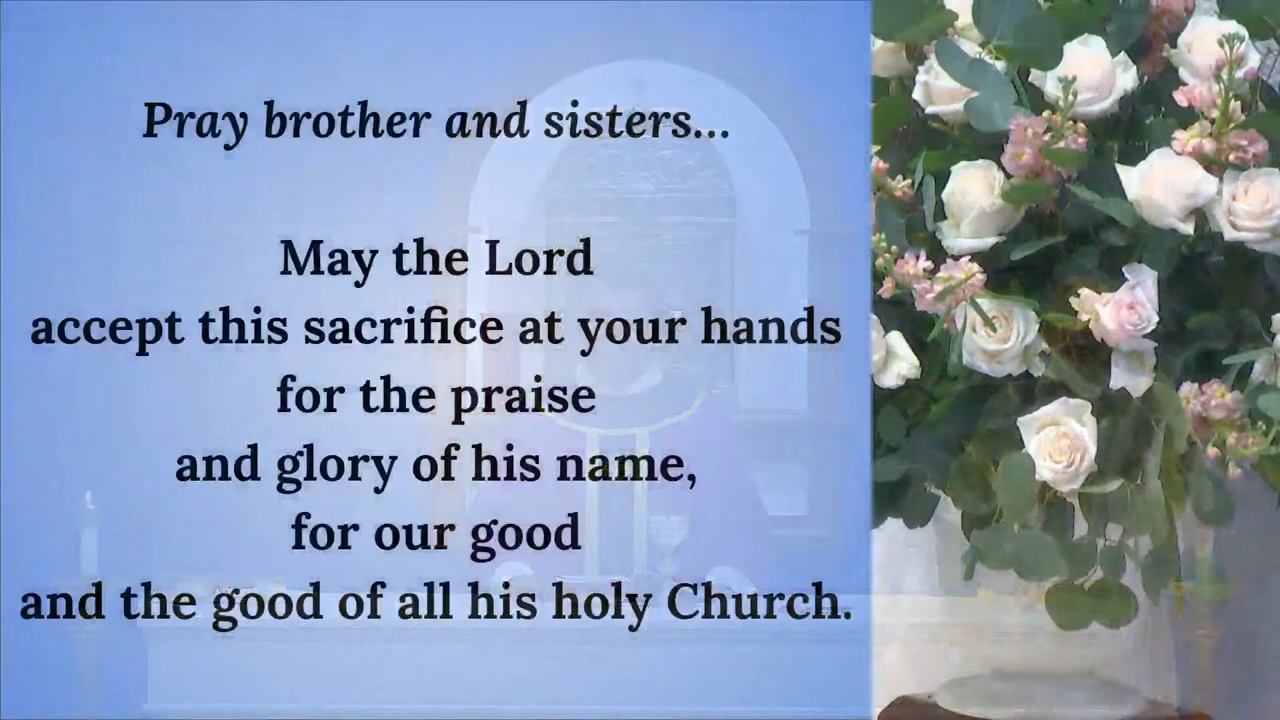 Pray brother and sisters...
May the Lord
accept this sacrifice at your hands
for the praise
and glory of his name,
for our good
and the good of all his holy Church.